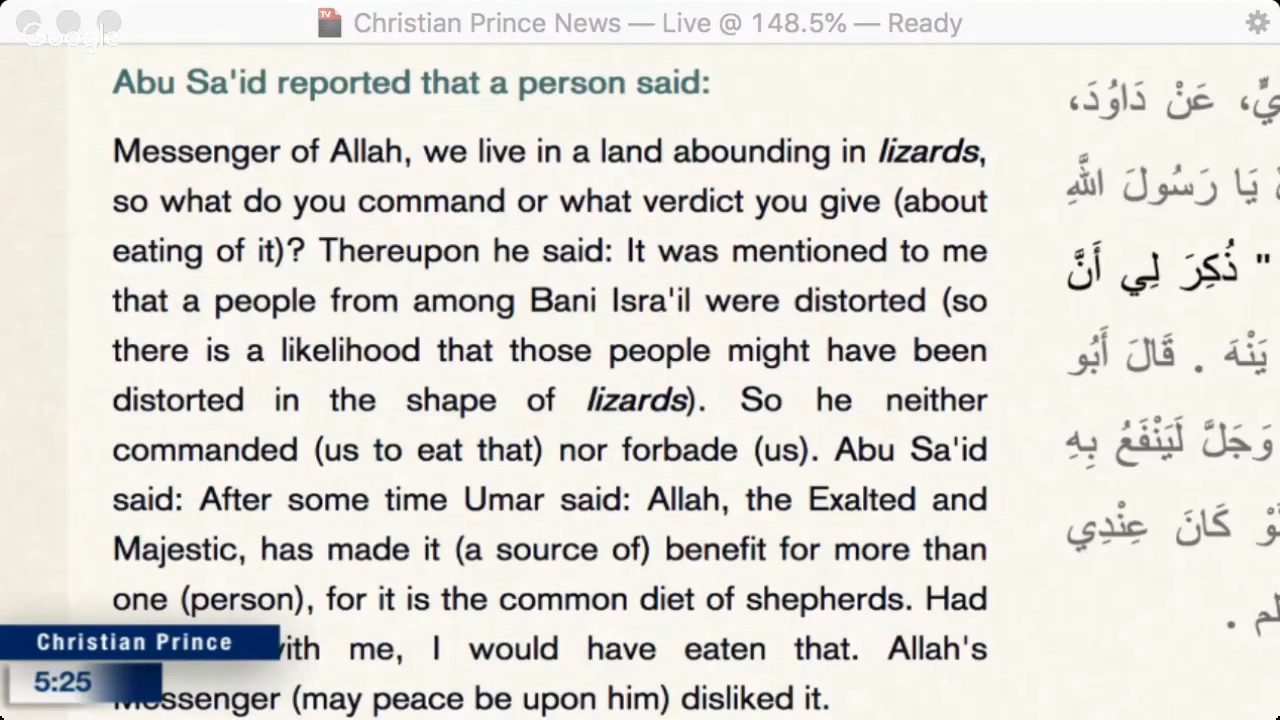 Christian Prince News — Live @ 148.5% — Ready
Google
Abu Sa'id reported that a person said:
Messenger of Allah, we live in a land abounding in lizards,
so what do you command or what verdict you give (about
eating of it)? Thereupon he said: It was mentioned to me
that a people from among Bani Isra'il were distorted (so
there is a likelihood that those people might have been
distorted in the shape of lizards). So he neither
commanded (us to eat that) nor forbade (us). Abu Sa'id
said: After some time Umar said: Allah, the Exalted and
Majestic, has made it (a source of) benefit for more than
one (person), for it is the common diet of shepherds. Had
with me, I would have eaten that. Allah's
Messenger (may peace be upon him) disliked it.
عَنْ دَاوُدَ،
يَا رَسُولَ اللَّهِ
" ذُكِرَ لِي أَنَّ
يَنْهَ . قَالَ أَبُو
وَجَلَّ لَيَنْفَعُ بِهِ
كَانَ عِنْدِي
.
Christian Prince
5:25
TV